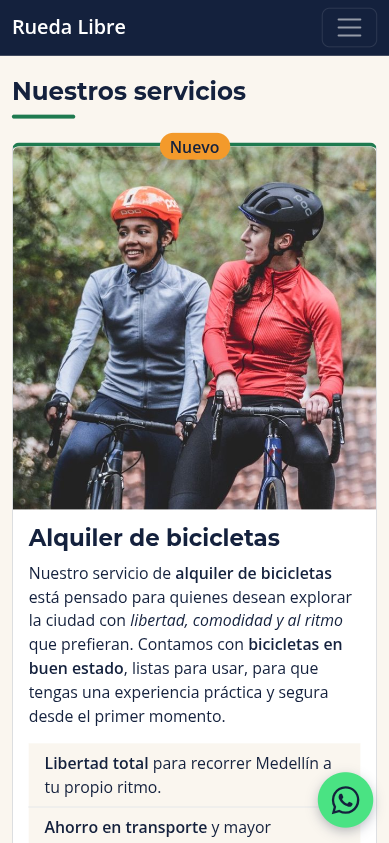 Rueda Libre
Nuestros servicios
Nuevo
POC
POC
Alquiler de bicicletas
Nuestro servicio de alquiler de bicicletas
está pensado para quienes desean explorar
la ciudad con libertad, comodidad y al ritmo
que prefieran. Contamos con bicicletas en
buen estado, listas para usar, para que
tengas una experiencia práctica y segura
desde el primer momento.
Libertad total para recorrer Medellín a
tu propio ritmo.
Ahorro en transporte y mayor